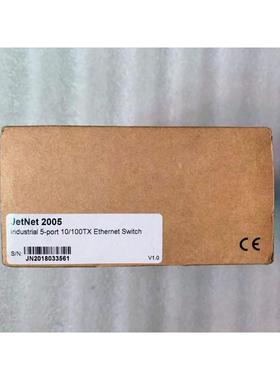 JetNet 2005
Industrial 5-port 10/100TX Ethernet Switch
S/N:
JN2018033561
V1.0
CE